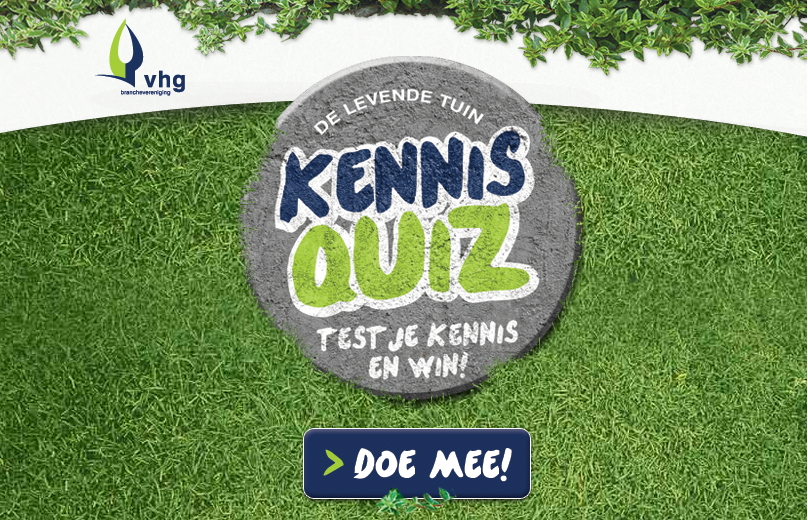 vhg
branchevereniging
DE LEVENDE TUIN
KENNIS
QUIZ
TEST JE KENNIS
EN WIN!
> DOE MEE!